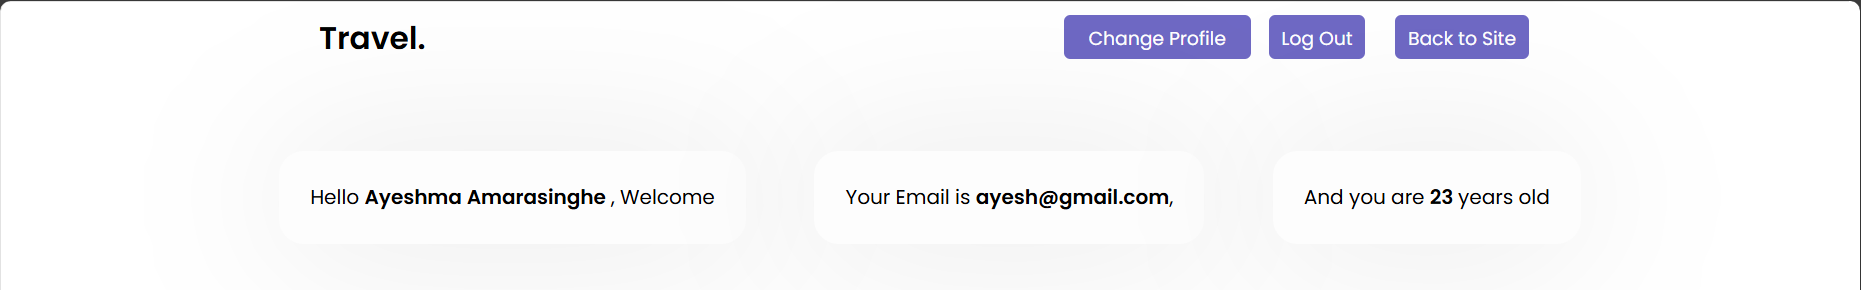 Travel.
Change Profile
Log Out
Back to Site
Hello Ayeshma Amarasinghe , Welcome
Your Email is ayesh@gmail.com,
And you are 23 years old